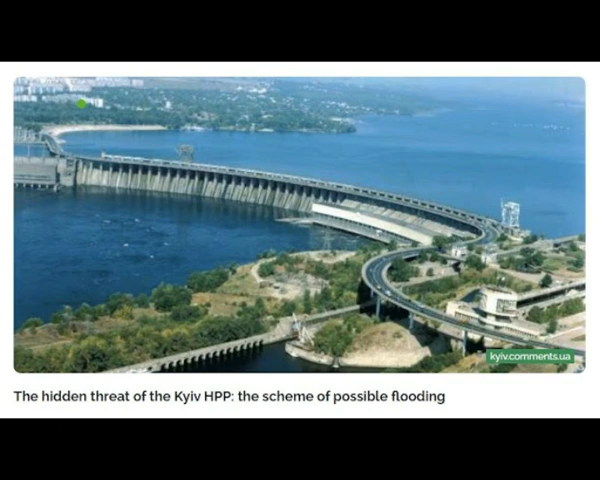 kyiv.comments.ua
The hidden threat of the Kyiv HPP: the scheme of possible flooding